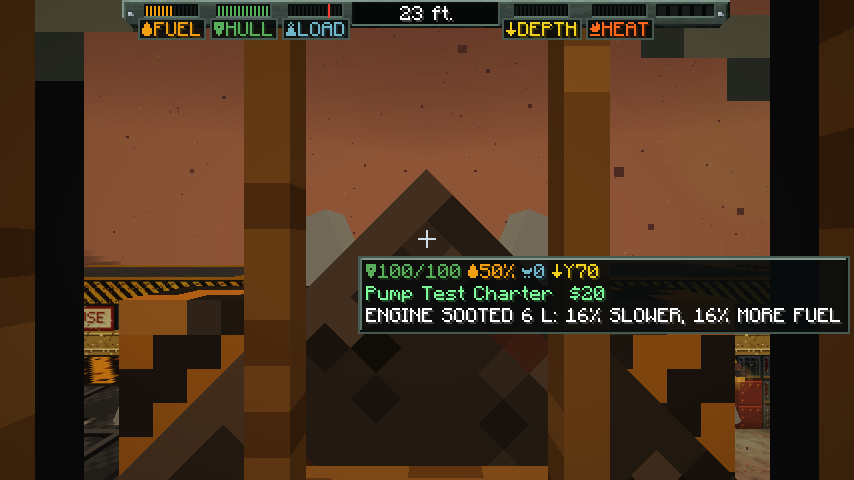 23 ft.
FUEL HULL LOAD DEPTH HEAT
100/100 50% 0 Y70
Pump Test Charter $20
ENGINE SOOTED 6 L: 16% SLOWER, 16% MORE FUEL